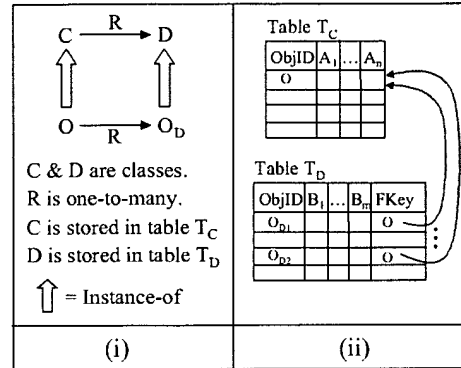 C R D
O R O_D
C & D are classes.
R is one-to-many.
C is stored in table T_C
D is stored in table T_D
= Instance-of
(i)
Table T_C
ObjID A_1 ... A_n
O
Table T_D
ObjID B_1 ... B_m FKey
O_D1 O
O_D2 O
(ii)